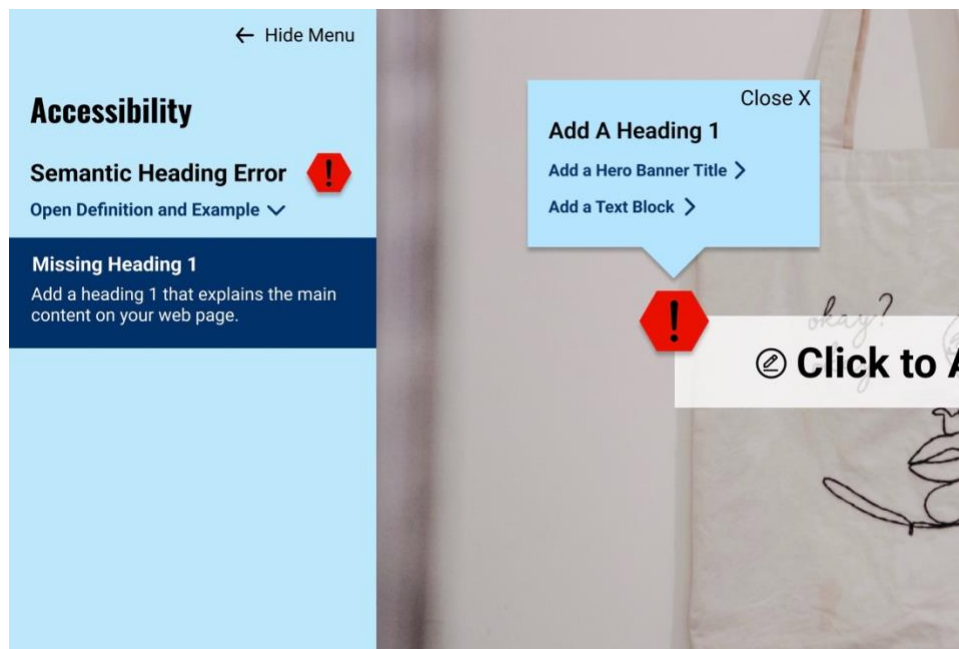 ← Hide Menu
Accessibility
Semantic Heading Error !
Open Definition and Example
Missing Heading 1
Add a heading 1 that explains the main
content on your web page.
Close X
Add A Heading 1
Add a Hero Banner Title >
Add a Text Block >
!
okay?
Click to A